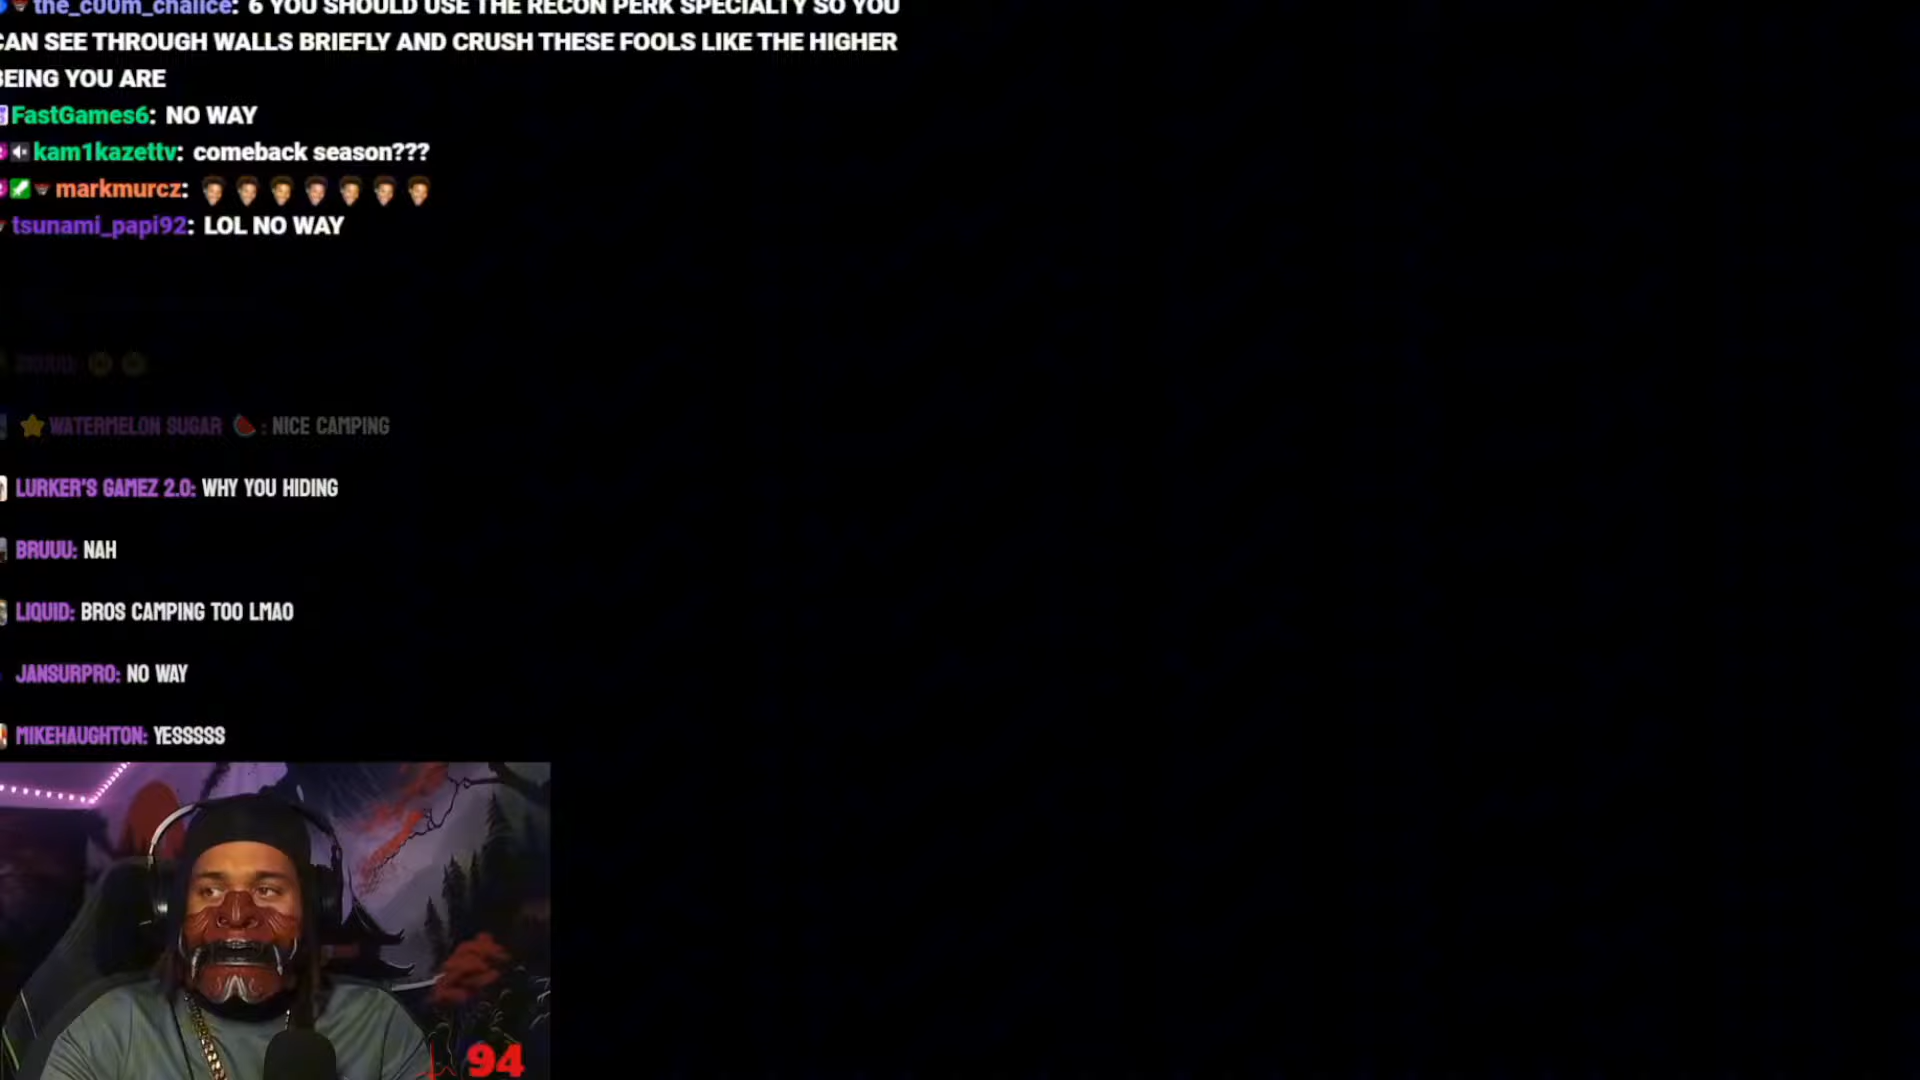 the_c00m_chalice: 6 YOU SHOULD USE THE RECON PERK SPECIALTY SO YOU
CAN SEE THROUGH WALLS BRIEFLY AND CRUSH THESE FOOLS LIKE THE HIGHER
BEING YOU ARE
FastGames6: NO WAY
kam1kazettv: comeback season???
markmurcz:
tsunami_papi92: LOL NO WAY
WATERMELON SUGAR : NICE CAMPING
LURKER'S GAMEZ 2.0: WHY YOU HIDING
BRUUU: NAH
LIQUID: BROS CAMPING TOO LMAO
JANSURPRO: NO WAY
MIKEHAUGHTON: YESSSSS
94